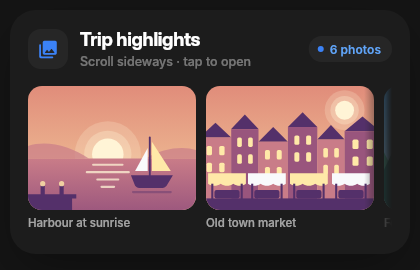 Trip highlights
Scroll sideways · tap to open
6 photos
Harbour at sunrise
Old town market